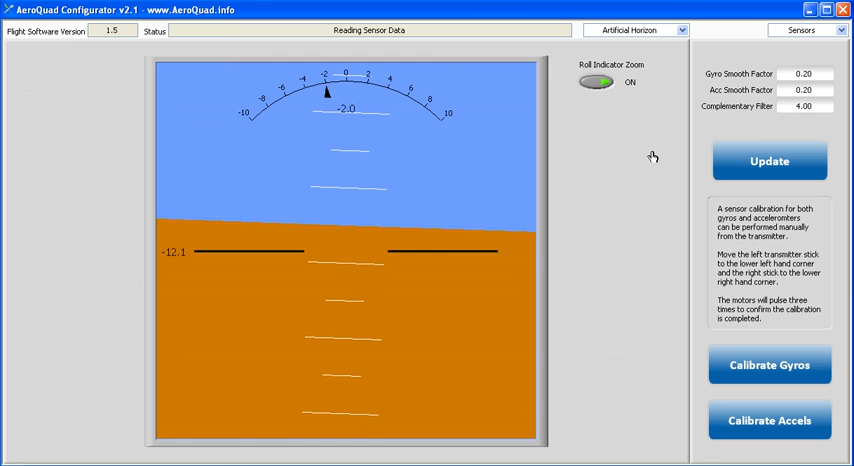 AeroQuad Configurator v2.1 - www.AeroQuad.info
Flight Software Version 1.5 Status Reading Sensor Data Artificial Horizon Sensors
Roll Indicator Zoom
ON
-10 -8 -6 -4 -2 0 2 4 6 8 10
-2.0
-12.1
Gyro Smooth Factor 0.20
Acc Smooth Factor 0.20
Complementary Filter 4.00
Update
A sensor calibration for both
gyros and acceleromters
can be performed manually
from the transmitter.
Move the left transmitter stick
to the lower left hand corner
and the right stick to the lower
right hand corner.
The motors will pulse three
times to confirm the calibration
is completed.
Calibrate Gyros
Calibrate Accels